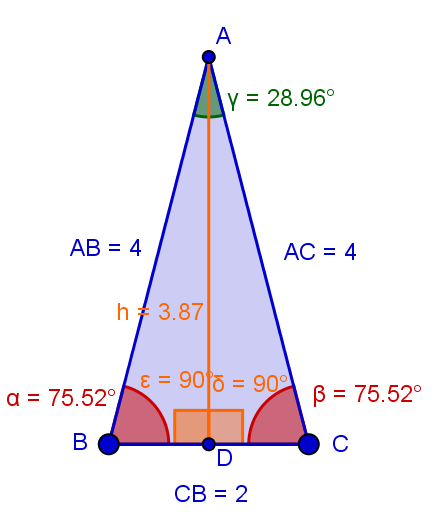 A
γ = 28.96°
AB = 4
AC = 4
h = 3.87
ε = 90°
δ = 90°
α = 75.52°
β = 75.52°
B
D
C
CB = 2